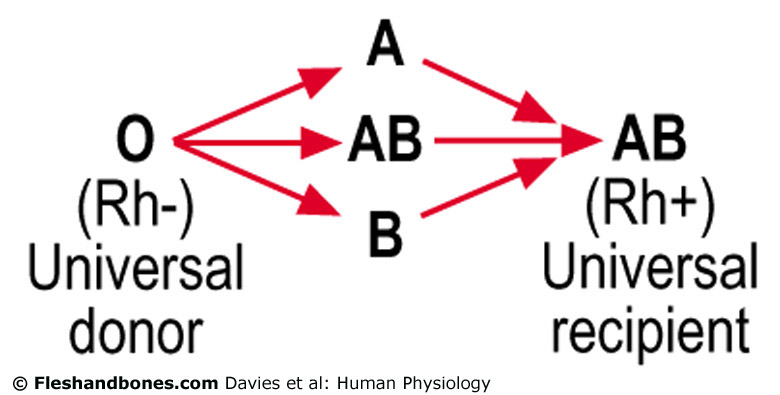 A
O
AB
AB
(Rh-)
(Rh+)
B
Universal
donor
Universal
recipient
© Fleshandbones.com Davies et al: Human Physiology